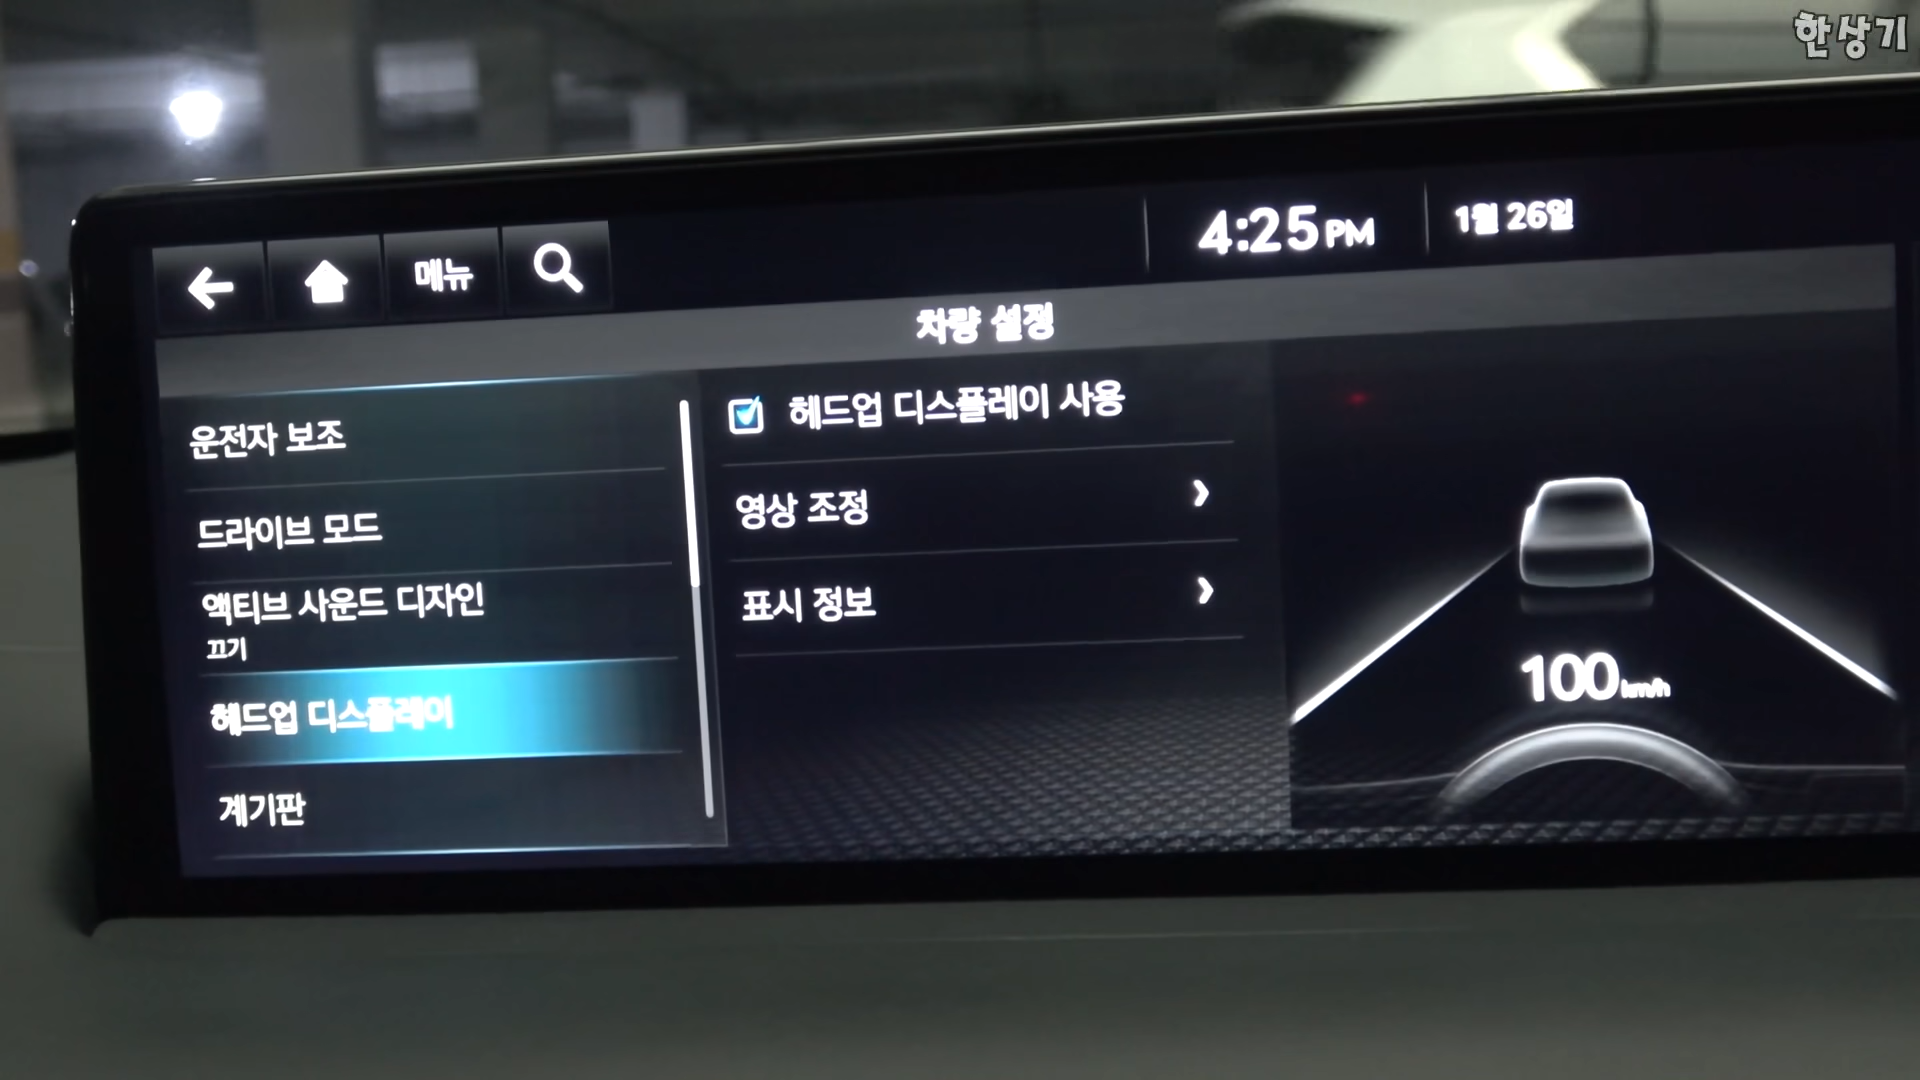 한상기
메뉴
4:25PM
1월 26일
차량 설정
운전자 보조
드라이브 모드
액티브 사운드 디자인
끄기
헤드업 디스플레이
계기판
헤드업 디스플레이 사용
영상 조정
표시 정보
100km/h